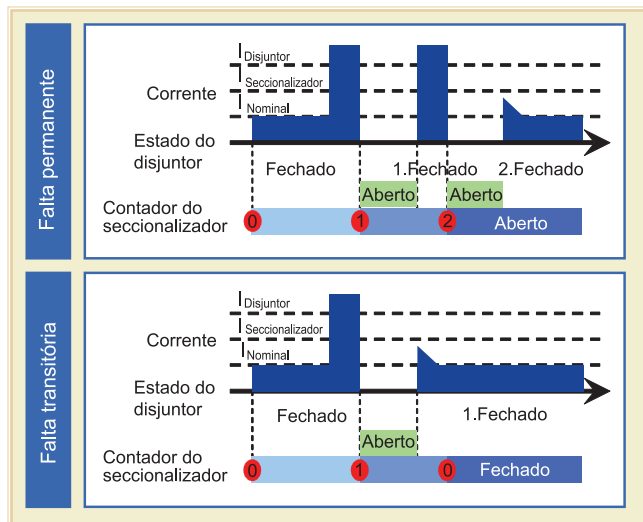 Falta permanente
I Disjuntor
I Seccionalizador
Corrente
I Nominal
Estado do
disjuntor
Fechado
1.Fechado
2.Fechado
Aberto
Aberto
Contador do
seccionalizador
0
1
2
Aberto
Falta transitória
I Disjuntor
I Seccionalizador
Corrente
I Nominal
Estado do
disjuntor
Fechado
1.Fechado
Aberto
Contador do
seccionalizador
0
1
0
Fechado